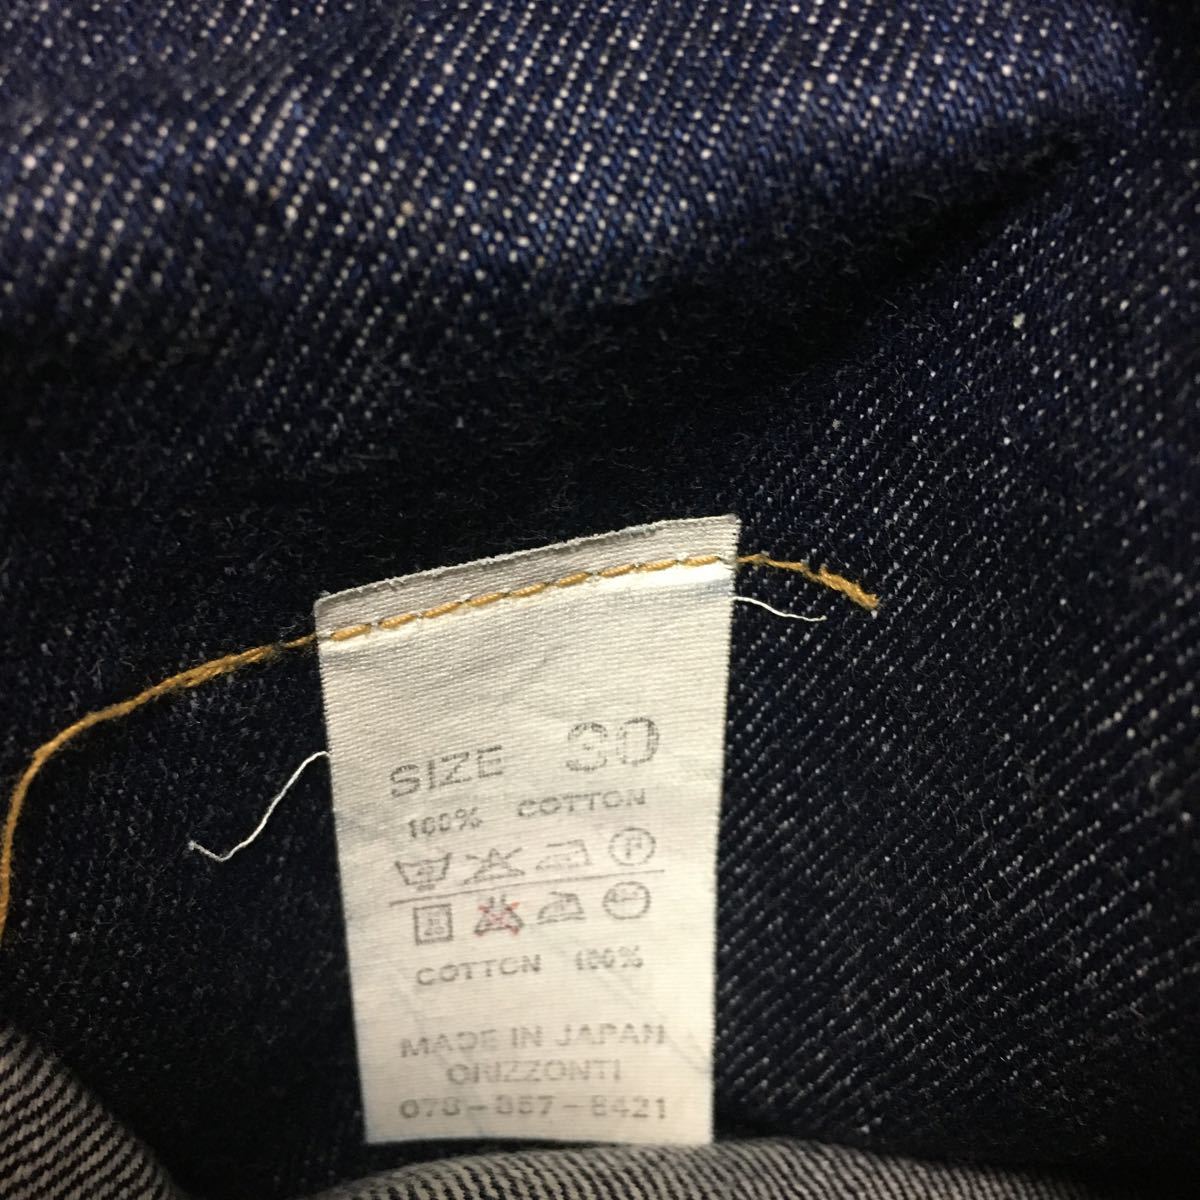 SIZE 30
100% COTTON
COTTON 100%
MADE IN JAPAN
ORIZZONTI
078-857-8421